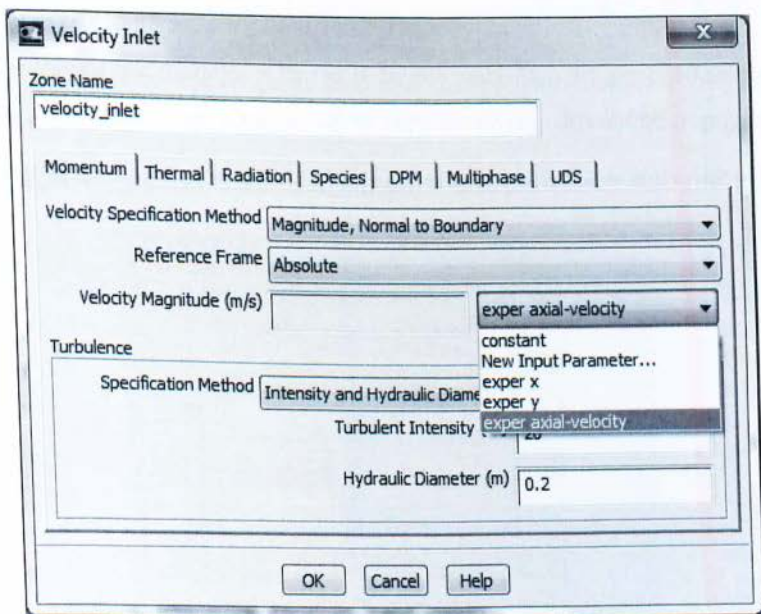 Velocity Inlet
Zone Name
velocity_inlet
Momentum Thermal Radiation Species DPM Multiphase UDS
Velocity Specification Method Magnitude, Normal to Boundary
Reference Frame Absolute
Velocity Magnitude (m/s) exper axial-velocity
constant
New Input Parameter...
exper x
exper y
exper axial-velocity
Turbulence
Specification Method Intensity and Hydraulic Diame
Turbulent Intensity
Hydraulic Diameter (m) 0.2
OK Cancel Help